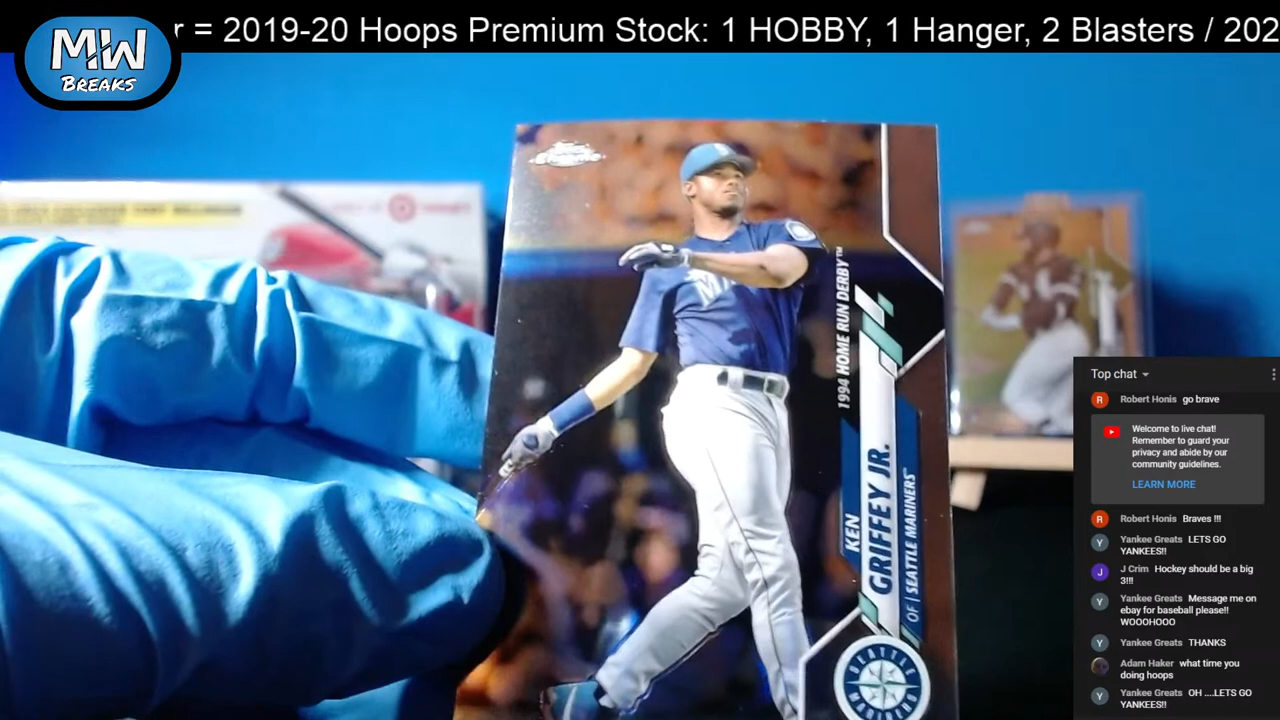 r = 2019-20 Hoops Premium Stock: 1 HOBBY, 1 Hanger, 2 Blasters / 202
MW
BREAKS
1994 HOME RUN DERBY™
KEN
GRIFFEY JR.
OF | SEATTLE MARINERS™
SEATTLE
MARINERS
Top chat
R Robert Honis go brave
Welcome to live chat!
Remember to guard your
privacy and abide by our
community guidelines.
LEARN MORE
R Robert Honis Braves !!!
Y Yankee Greats LETS GO
YANKEES!!
J J Crim Hockey should be a big
3!!!
Y Yankee Greats Message me on
ebay for baseball please!!
WOOOHOOO
Y Yankee Greats THANKS
Adam Haker what time you
doing hoops
Y Yankee Greats OH ....LETS GO
YANKEES!!